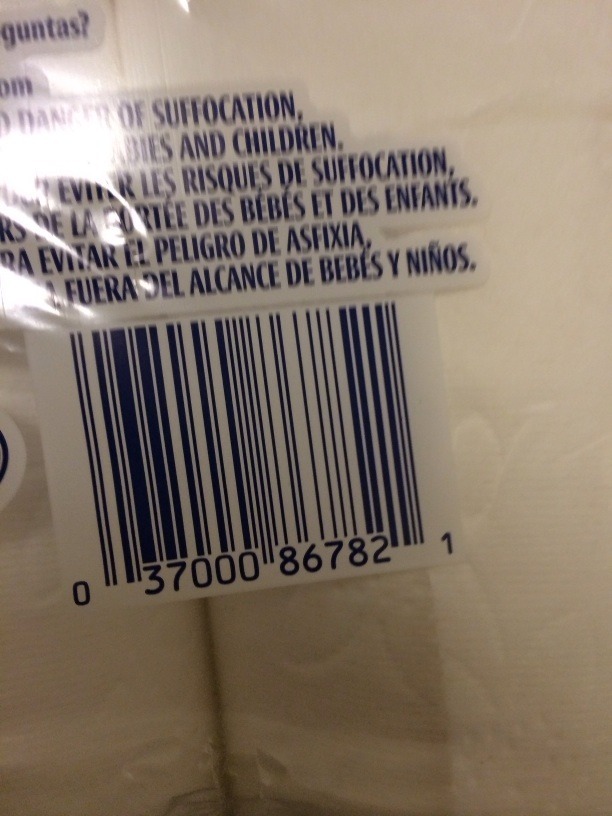 guntas?
om
DANGER OF SUFFOCATION,
BIES AND CHILDREN.
EVITER LES RISQUES DE SUFFOCATION,
RS DE LA PORTÉE DES BÉBÉS ET DES ENFANTS.
RA EVITAR EL PELIGRO DE ASFIXIA,
FUERA DEL ALCANCE DE BEBÉS Y NIÑOS.
0 37000 86782 1